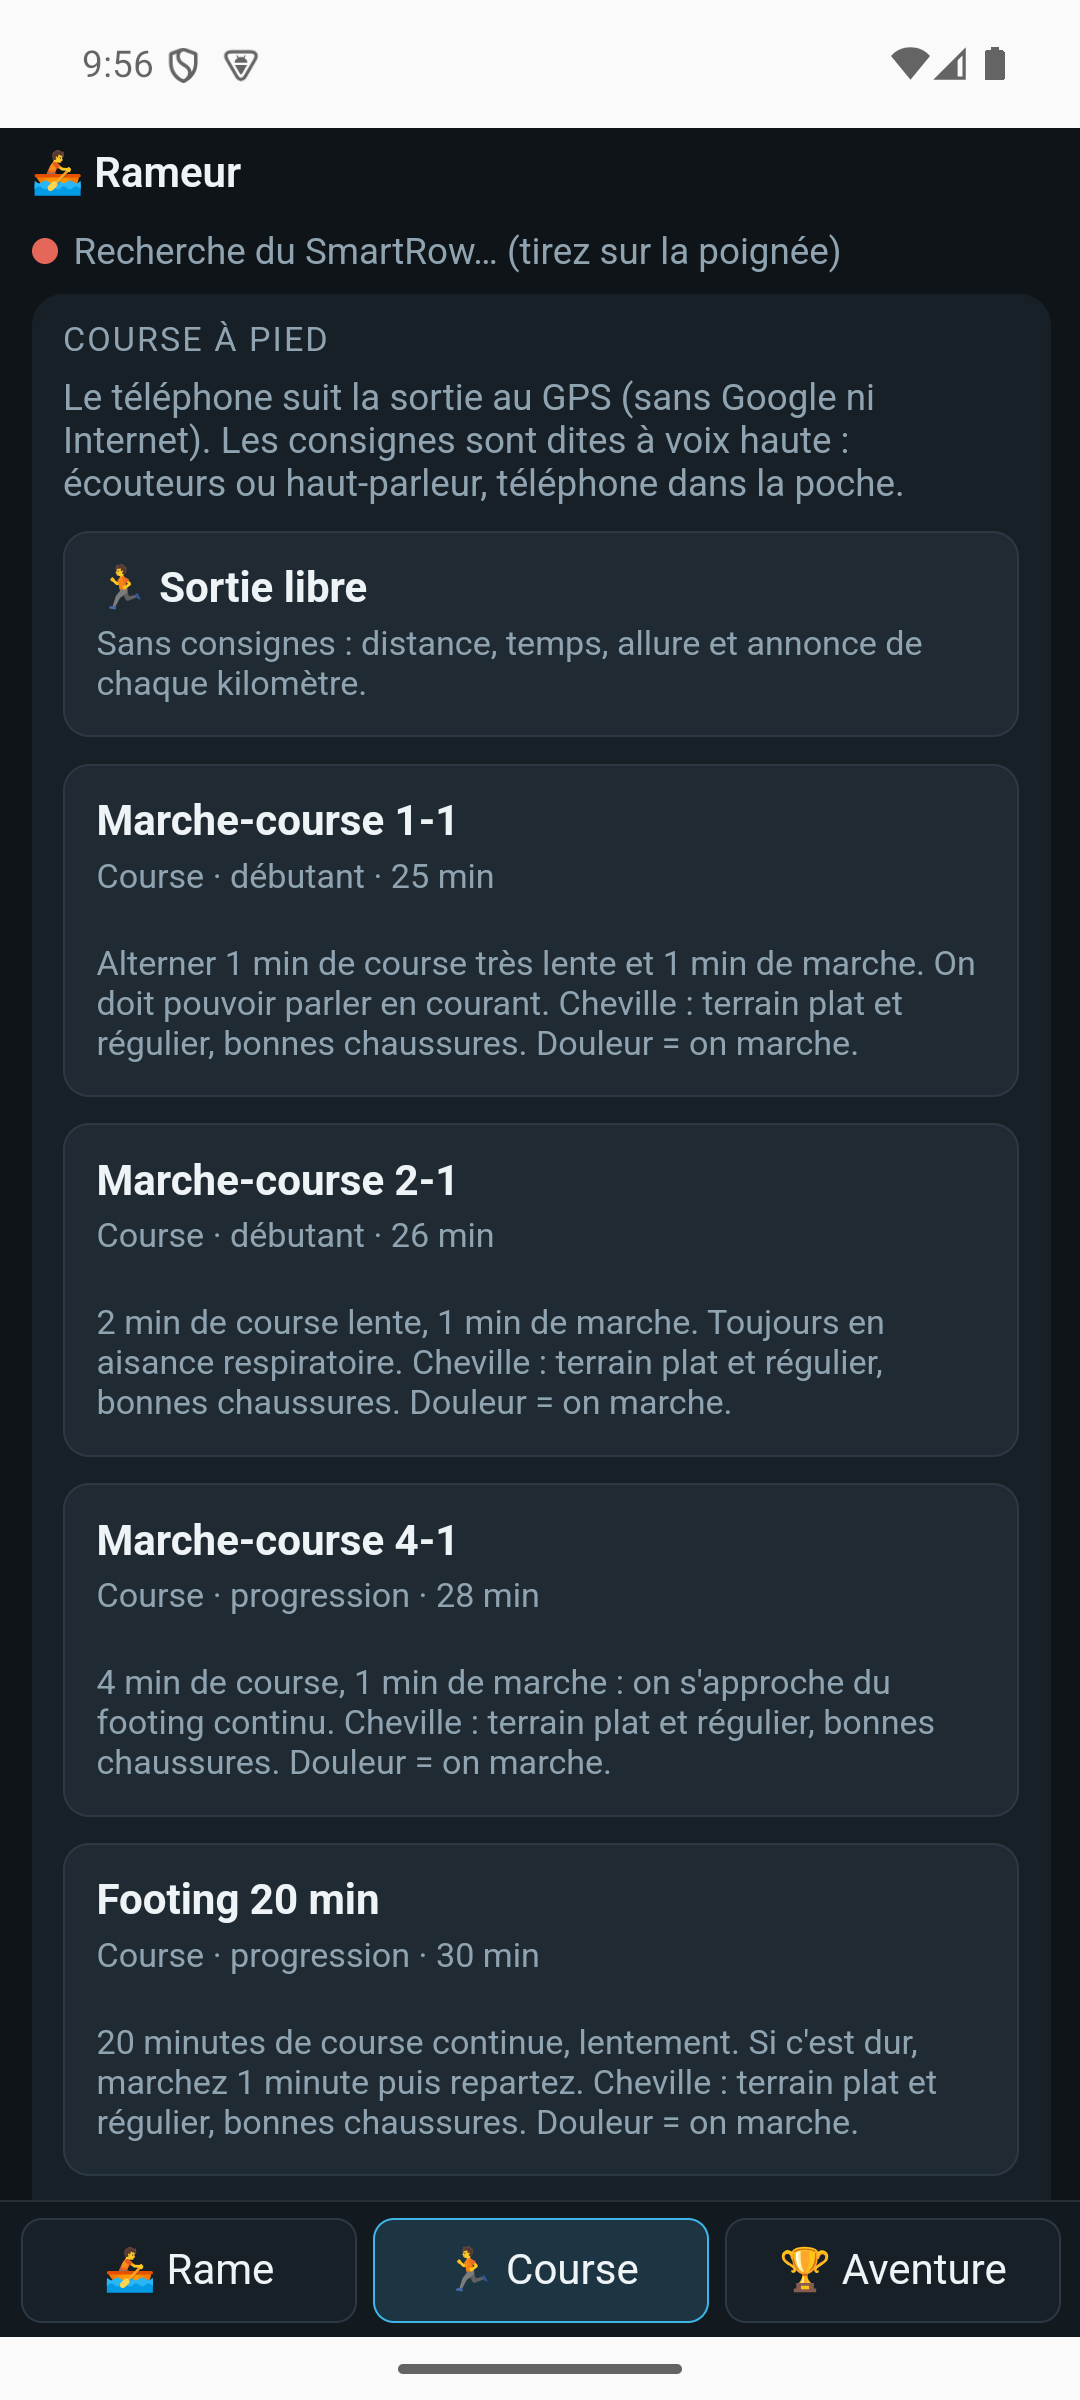 9:56
Rameur
Recherche du SmartRow... (tirez sur la poignée)
COURSE À PIED
Le téléphone suit la sortie au GPS (sans Google ni
Internet). Les consignes sont dites à voix haute :
écouteurs ou haut-parleur, téléphone dans la poche.
Sortie libre
Sans consignes : distance, temps, allure et annonce de
chaque kilomètre.
Marche-course 1-1
Course · débutant · 25 min
Alterner 1 min de course très lente et 1 min de marche. On
doit pouvoir parler en courant. Cheville : terrain plat et
régulier, bonnes chaussures. Douleur = on marche.
Marche-course 2-1
Course · débutant · 26 min
2 min de course lente, 1 min de marche. Toujours en
aisance respiratoire. Cheville : terrain plat et régulier,
bonnes chaussures. Douleur = on marche.
Marche-course 4-1
Course · progression · 28 min
4 min de course, 1 min de marche : on s'approche du
footing continu. Cheville : terrain plat et régulier, bonnes
chaussures. Douleur = on marche.
Footing 20 min
Course · progression · 30 min
20 minutes de course continue, lentement. Si c'est dur,
marchez 1 minute puis repartez. Cheville : terrain plat et
régulier, bonnes chaussures. Douleur = on marche.
Rame
Course
Aventure